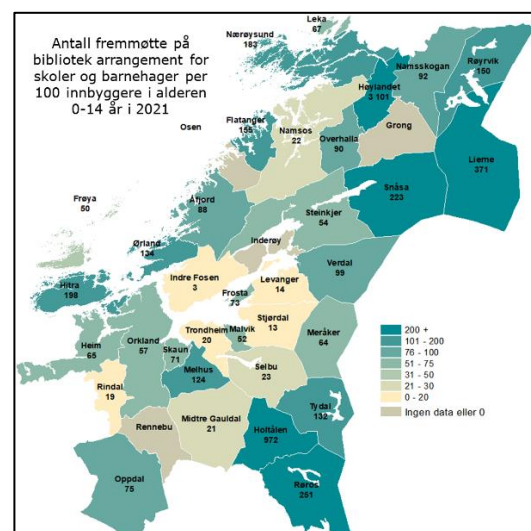 Antall fremmøtte på
bibliotek arrangement for
skoler og barnehager per
100 innbyggere i alderen
0-14 år i 2021
Leka
67
Nærøysund
183
Namsskogan
92
Røyrvik
150
Høylandet
3 101
Flatanger
155
Osen
Namsos
22
Overhalla
90
Grong
Lierne
371
Snåsa
223
Frøya
50
Åfjord
88
Steinkjer
54
Ørland
134
Inderøy
Verdal
99
Hitra
198
Indre Fosen
3
Levanger
14
Frosta
73
Stjørdal
13
Trondheim
20
Malvik
52
Meråker
64
Heim
65
Orkland
57
Skaun
71
Melhus
124
Selbu
23
Rindal
19
Tydal
132
Midtre Gauldal
21
Rennebu
Holtålen
972
Oppdal
75
Røros
251
200 +
101 - 200
76 - 100
51 - 75
31 - 50
21 - 30
0 - 20
Ingen data eller 0